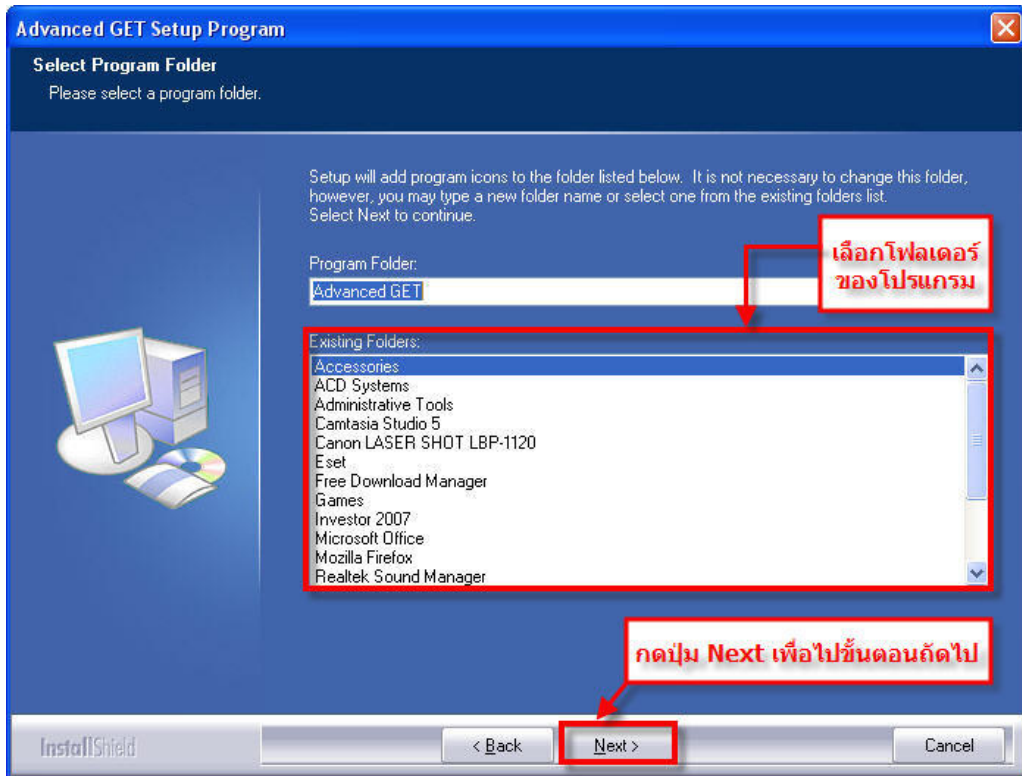 Advanced GET Setup Program
Select Program Folder
Please select a program folder.
Setup will add program icons to the folder listed below. It is not necessary to change this folder,
however, you may type a new folder name or select one from the existing folders list.
Select Next to continue.
เลือกโฟลเดอร์
ของโปรแกรม
Program Folder:
Advanced GET
Existing Folders:
Accessories
ACD Systems
Administrative Tools
Camtasia Studio 5
Canon LASER SHOT LBP-1120
Eset
Free Download Manager
Games
Investor 2007
Microsoft Office
Mozilla Firefox
Realtek Sound Manager
กดปุ่ม Next เพื่อไปขั้นตอนถัดไป
InstallShield
< Back
Next >
Cancel